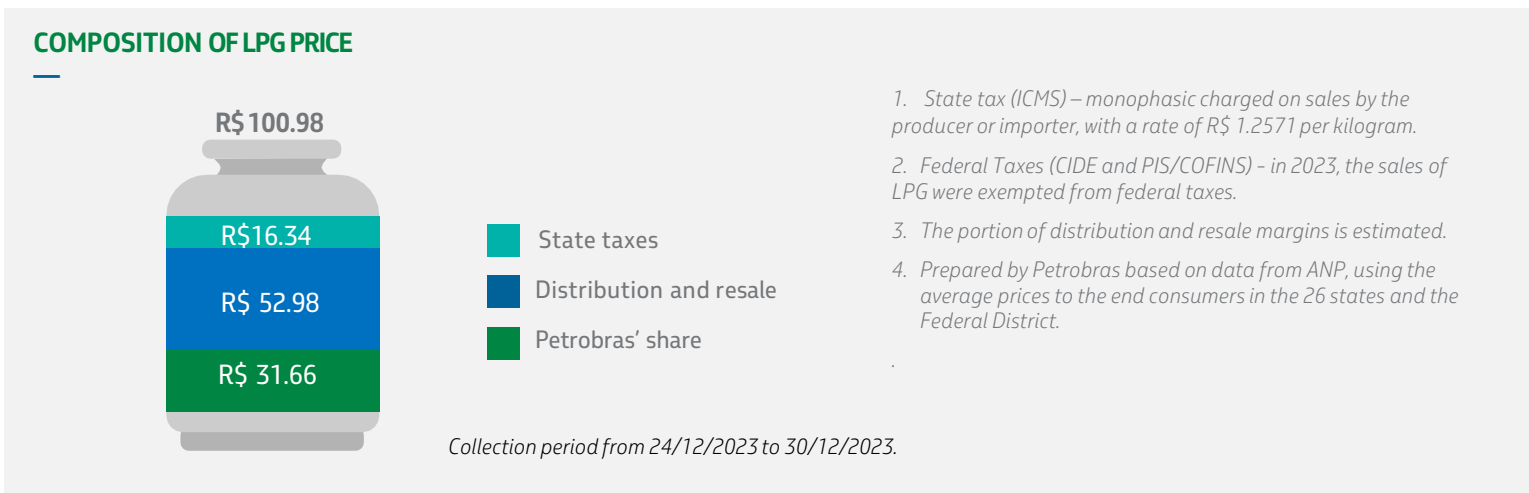 COMPOSITION OF LPG PRICE
R$ 100.98
R$16.34
R$ 52.98
R$ 31.66
State taxes
Distribution and resale
Petrobras’ share
1. State tax (ICMS) – monophasic charged on sales by the
producer or importer, with a rate of R$ 1.2571 per kilogram.
2. Federal Taxes (CIDE and PIS/COFINS) - in 2023, the sales of
LPG were exempted from federal taxes.
3. The portion of distribution and resale margins is estimated.
4. Prepared by Petrobras based on data from ANP, using the
average prices to the end consumers in the 26 states and the
Federal District.
.
Collection period from 24/12/2023 to 30/12/2023.